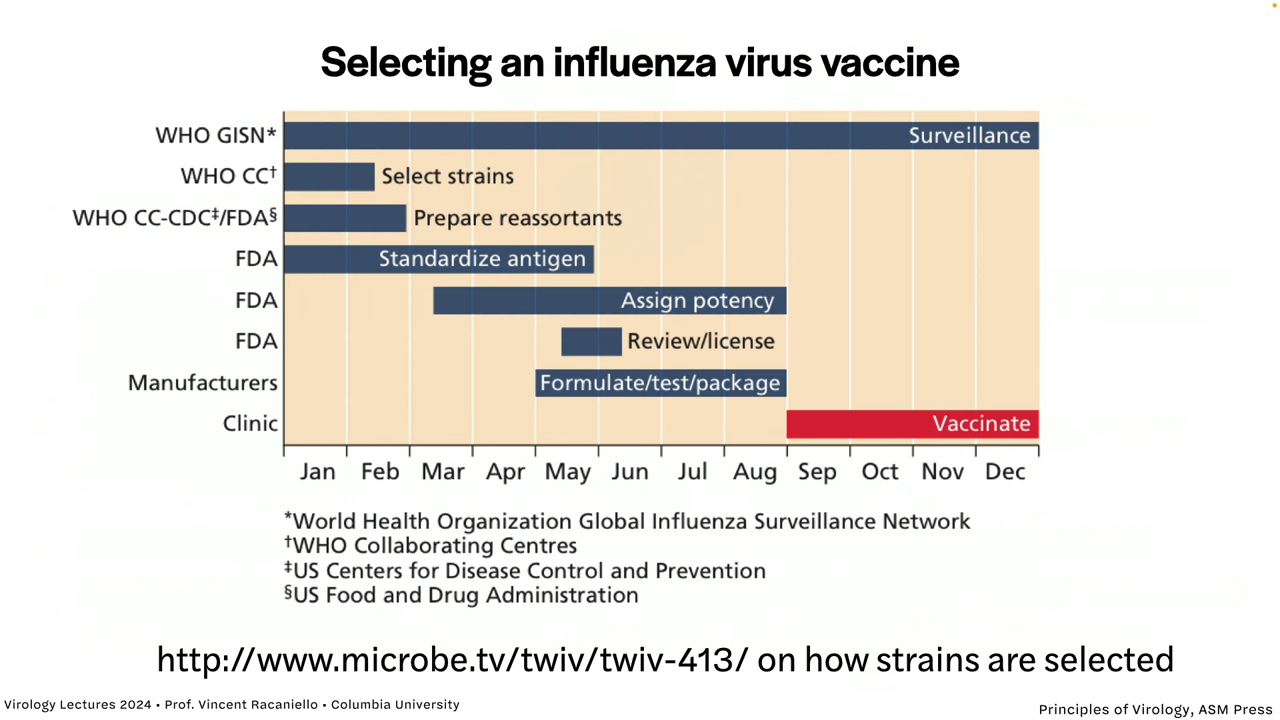 Selecting an influenza virus vaccine
WHO GISN* Surveillance
WHO CC† Select strains
WHO CC-CDC‡/FDA§ Prepare reassortants
FDA Standardize antigen
FDA Assign potency
FDA Review/license
Manufacturers Formulate/test/package
Clinic Vaccinate
Jan Feb Mar Apr May Jun Jul Aug Sep Oct Nov Dec
*World Health Organization Global Influenza Surveillance Network
†WHO Collaborating Centres
‡US Centers for Disease Control and Prevention
§US Food and Drug Administration
http://www.microbe.tv/twiv/twiv-413/ on how strains are selected
Virology Lectures 2024 • Prof. Vincent Racaniello • Columbia University
Principles of Virology, ASM Press